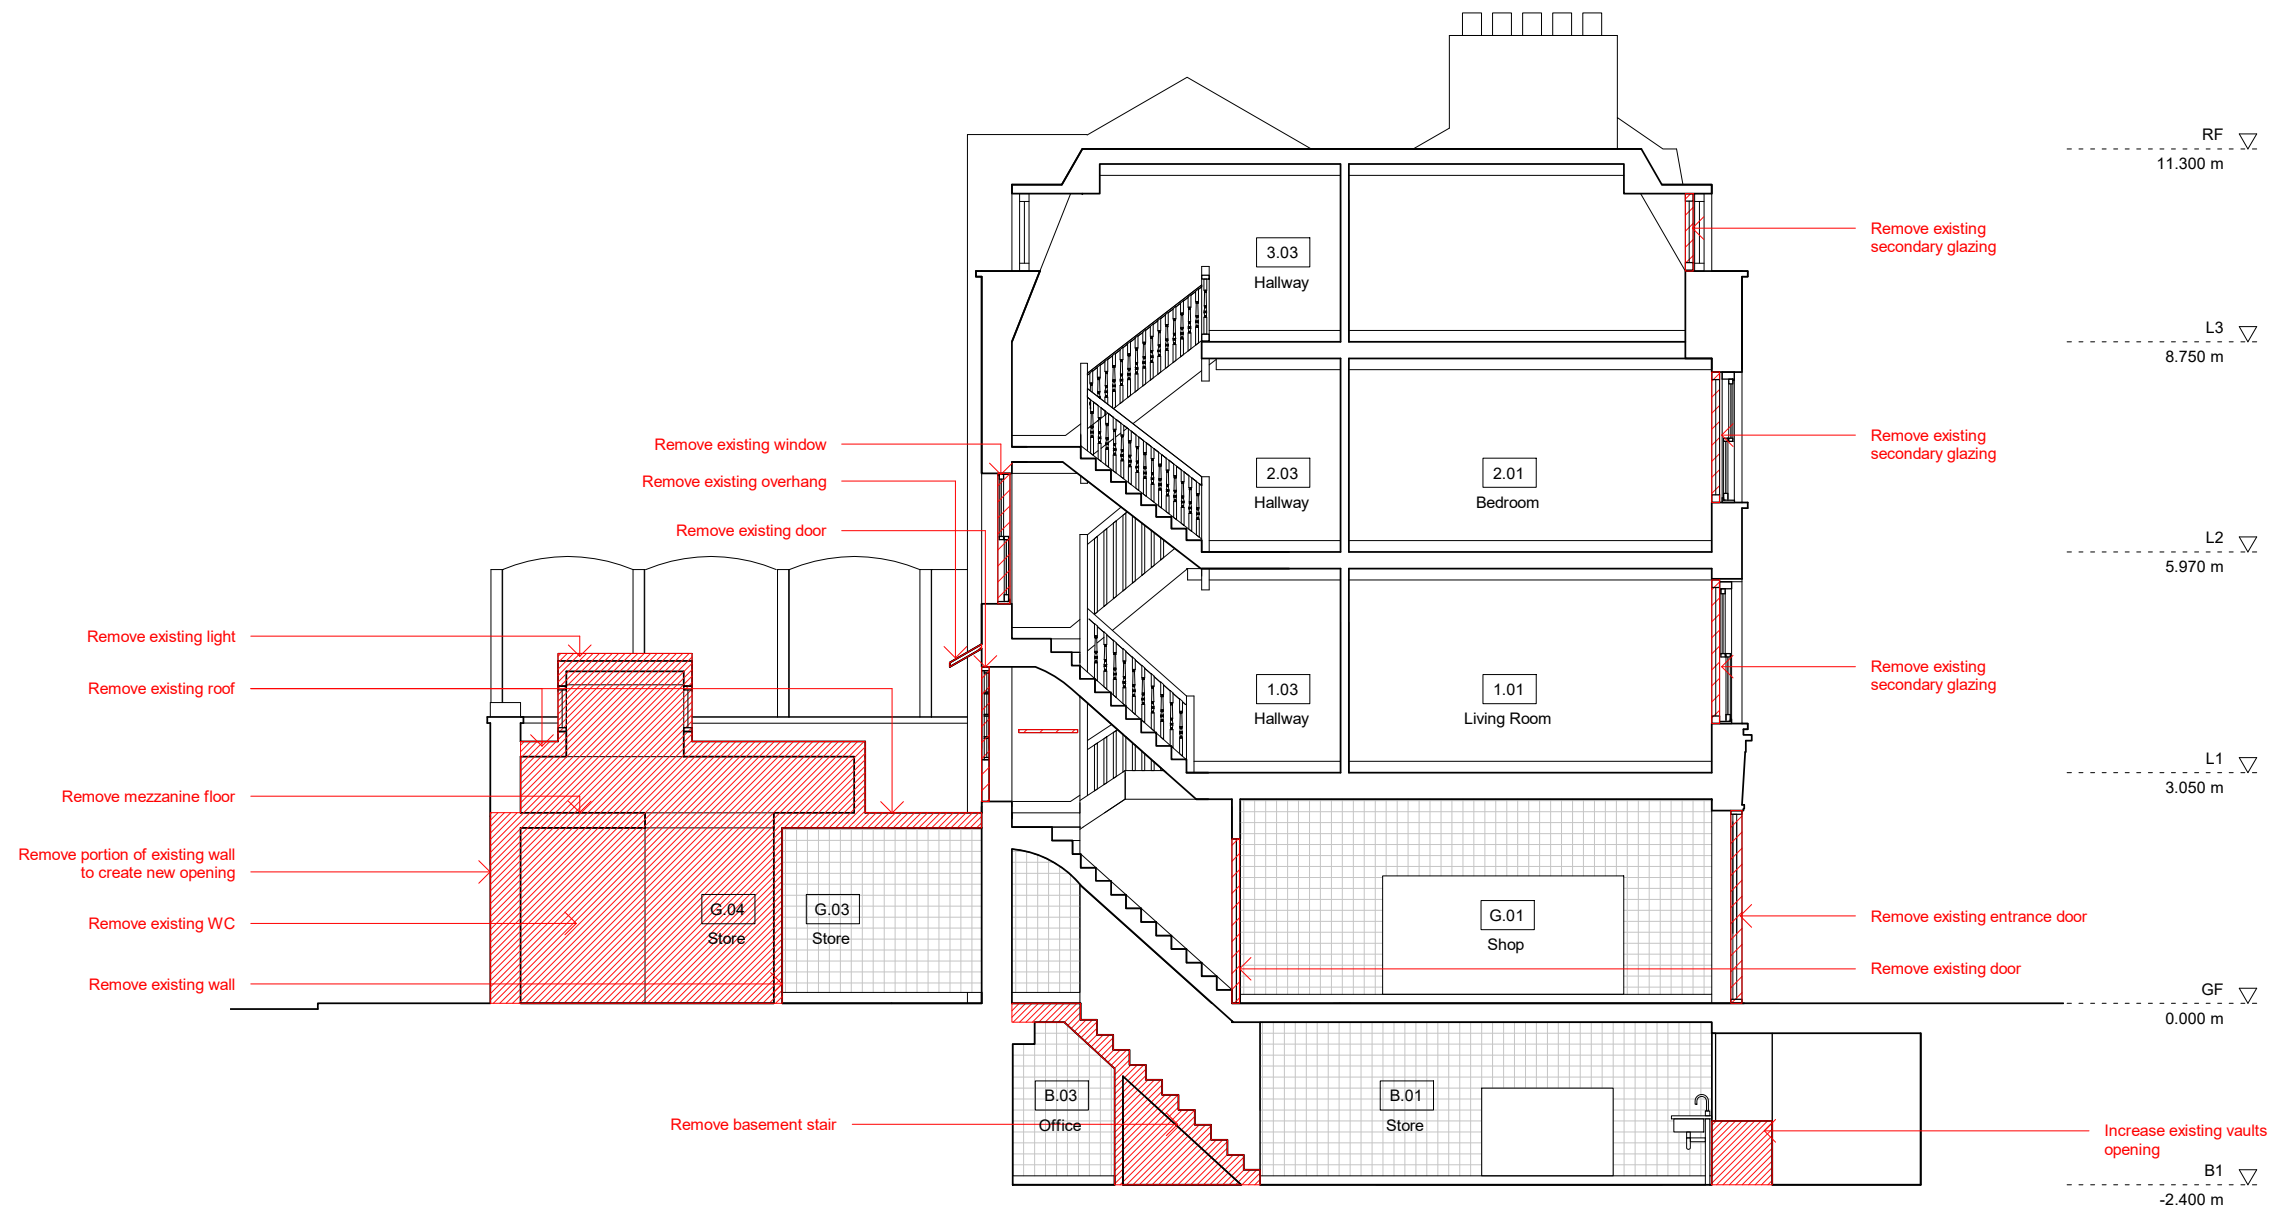 RF
11.300 m
Remove existing
secondary glazing
3.03
Hallway
L3
8.750 m
Remove existing window
Remove existing
secondary glazing
Remove existing overhang
2.03
Hallway
2.01
Bedroom
Remove existing door
L2
5.970 m
Remove existing light
Remove existing roof
1.03
Hallway
1.01
Living Room
Remove existing
secondary glazing
L1
3.050 m
Remove mezzanine floor
Remove portion of existing wall
to create new opening
Remove existing WC
G.04
Store
G.03
Store
G.01
Shop
Remove existing entrance door
Remove existing wall
Remove existing door
GF
0.000 m
B.03
Office
B.01
Store
Remove basement stair
Increase existing vaults
opening
B1
-2.400 m